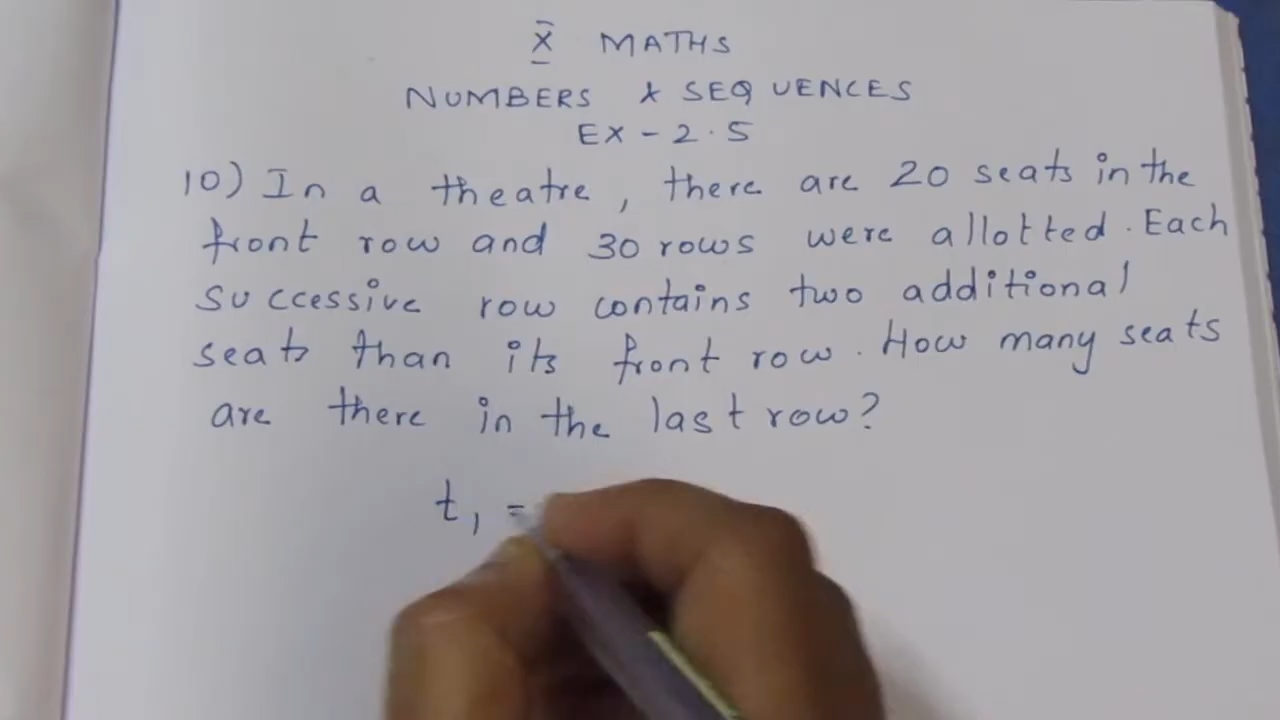 X MATHS
NUMBERS & SEQUENCES
EX - 2.5
10) In a theatre, there are 20 seats in the
front row and 30 rows were allotted. Each
successive row contains two additional
seats than its front row. How many seats
are there in the last row?
t₁ =